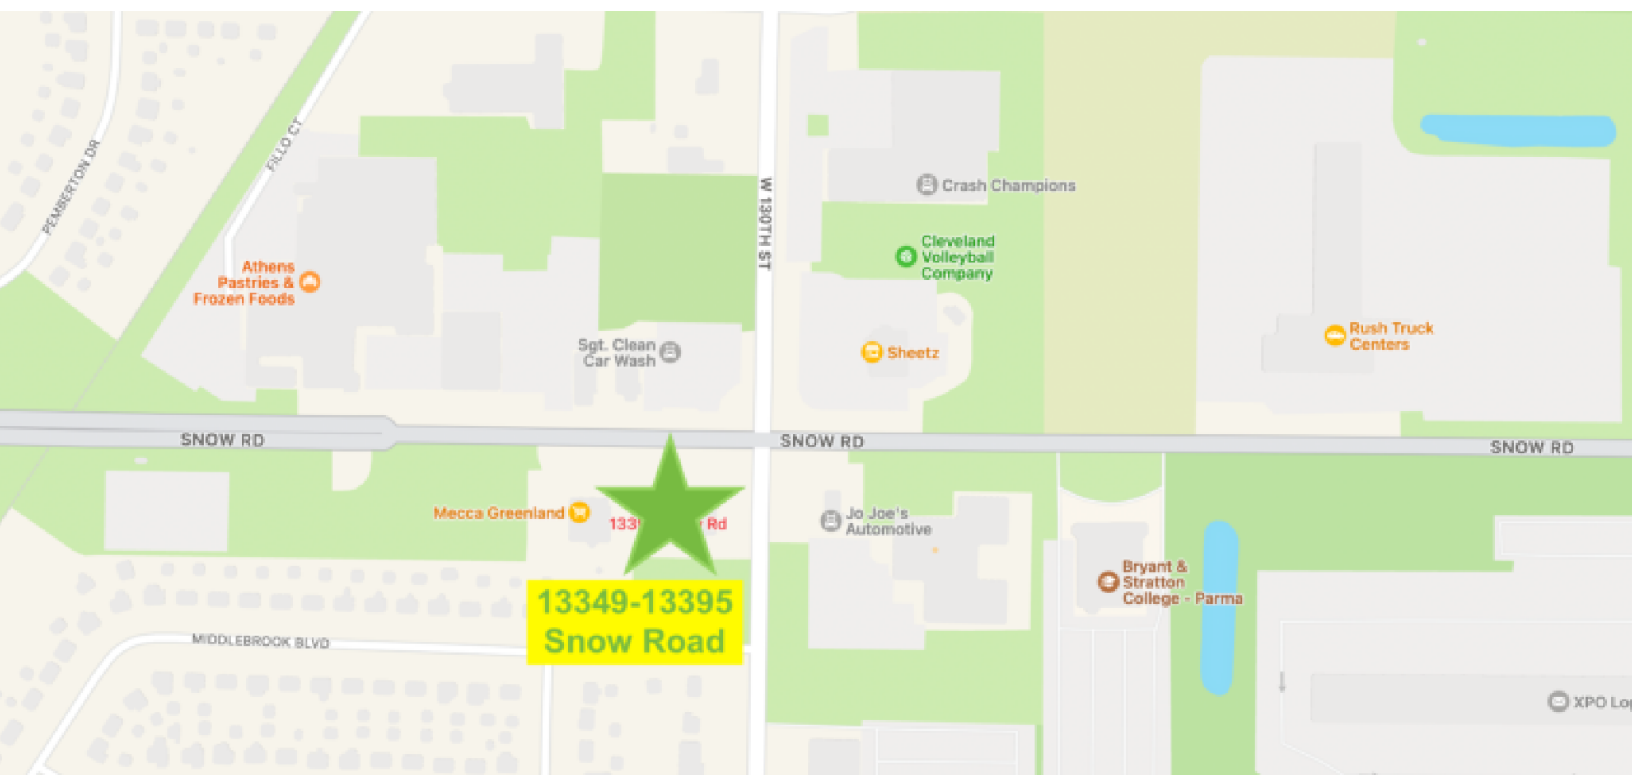 PEMBERTON DR
FILLO CT
W 130TH ST
Crash Champions
Cleveland
Volleyball
Company
Athens
Pastries &
Frozen Foods
Rush Truck
Centers
Sgt. Clean
Car Wash
Sheetz
SNOW RD
SNOW RD
SNOW RD
Mecca Greenland
Rd
Jo Joe's
Automotive
Bryant &
Stratton
College - Parma
13349-13395
Snow Road
MIDDLEBROOK BLVD
XPO